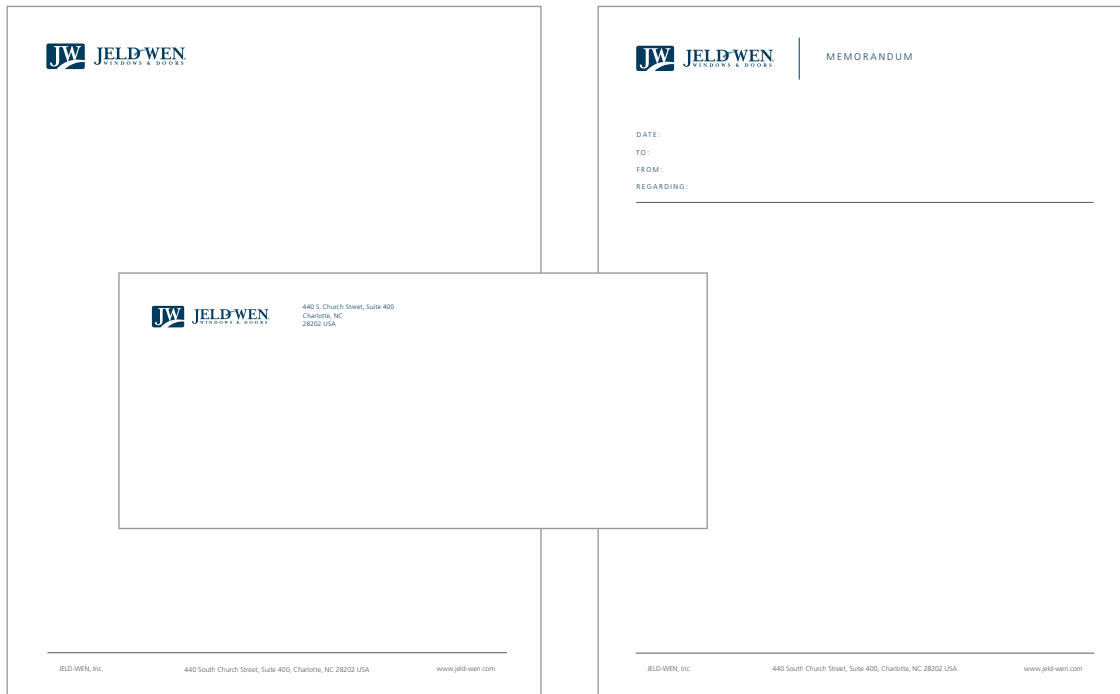 JW JELD-WEN®
WINDOWS & DOORS
JW JELD-WEN®
WINDOWS & DOORS
MEMORANDUM
DATE:
TO:
FROM:
REGARDING:
JW JELD-WEN®
WINDOWS & DOORS
440 S. Church Street, Suite 400
Charlotte, NC
28202 USA
JELD-WEN, Inc.
440 South Church Street, Suite 400, Charlotte, NC 28202 USA
www.jeld-wen.com
JELD-WEN, Inc.
440 South Church Street, Suite 400, Charlotte, NC 28202 USA
www.jeld-wen.com